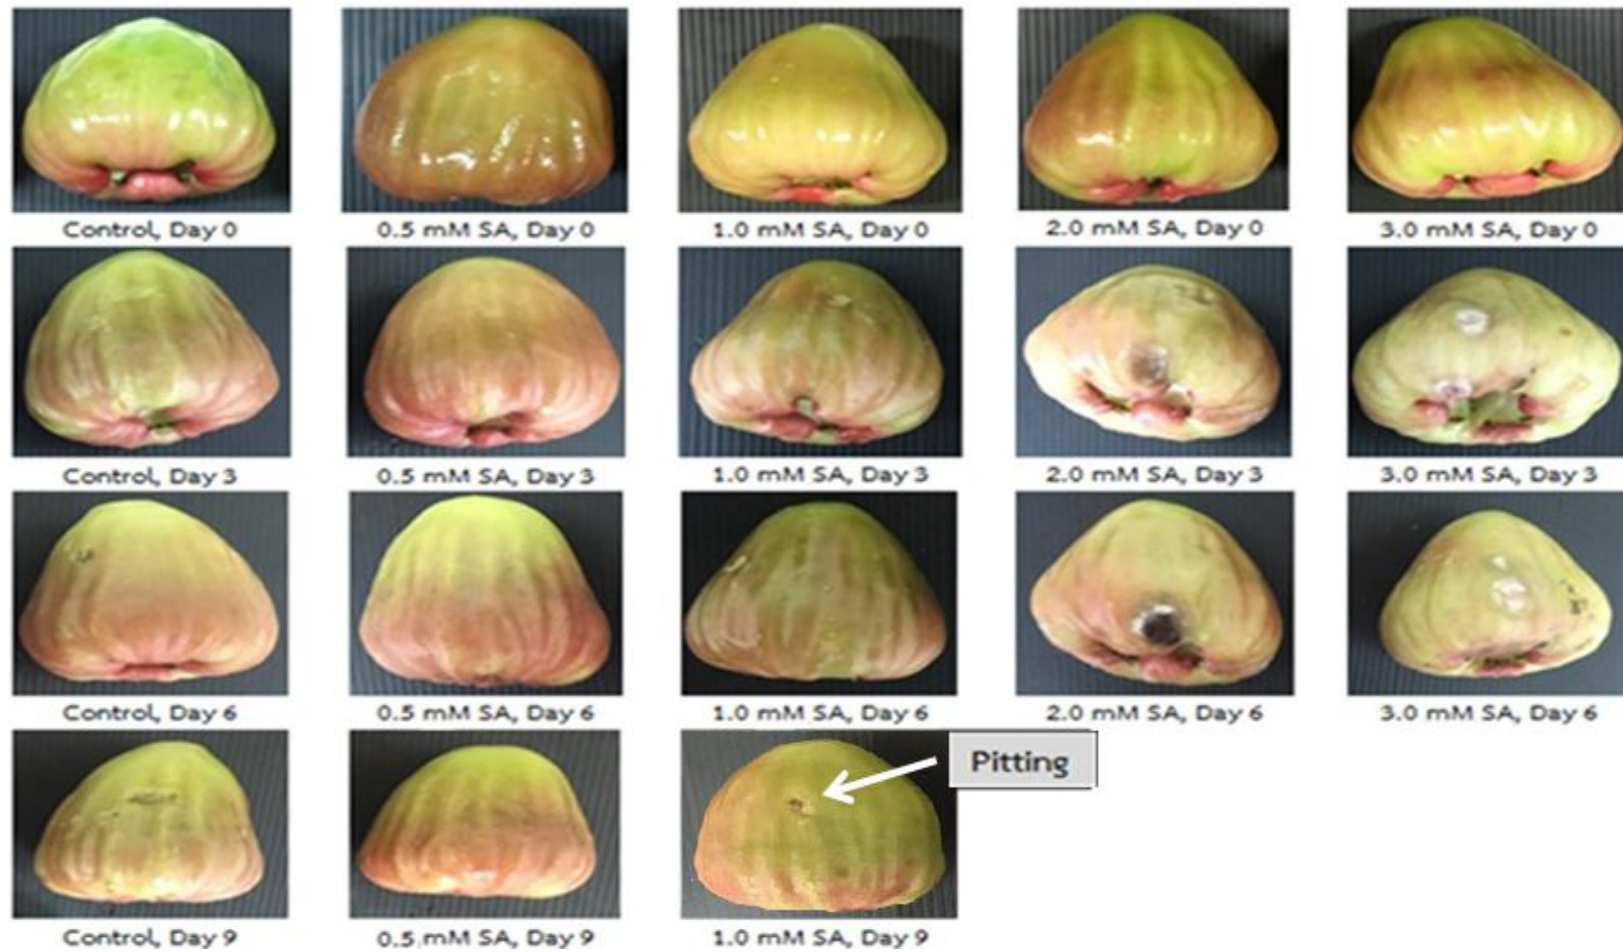 Control, Day 0
0.5 mM SA, Day 0
1.0 mM SA, Day 0
2.0 mM SA, Day 0
3.0 mM SA, Day 0
Control, Day 3
0.5 mM SA, Day 3
1.0 mM SA, Day 3
2.0 mM SA, Day 3
3.0 mM SA, Day 3
Control, Day 6
0.5 mM SA, Day 6
1.0 mM SA, Day 6
2.0 mM SA, Day 6
3.0 mM SA, Day 6
Pitting
Control, Day 9
0.5 mM SA, Day 9
1.0 mM SA, Day 9